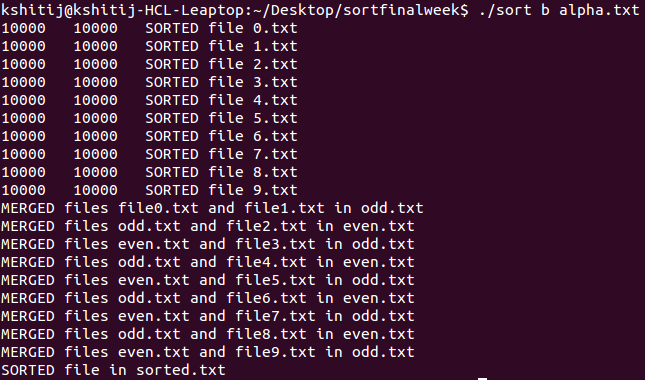 kshitij@kshitij-HCL-Leaptop:~/Desktop/sortfinalweek$ ./sort b alpha.txt
10000 10000 SORTED file 0.txt
10000 10000 SORTED file 1.txt
10000 10000 SORTED file 2.txt
10000 10000 SORTED file 3.txt
10000 10000 SORTED file 4.txt
10000 10000 SORTED file 5.txt
10000 10000 SORTED file 6.txt
10000 10000 SORTED file 7.txt
10000 10000 SORTED file 8.txt
10000 10000 SORTED file 9.txt
MERGED files file0.txt and file1.txt in odd.txt
MERGED files odd.txt and file2.txt in even.txt
MERGED files even.txt and file3.txt in odd.txt
MERGED files odd.txt and file4.txt in even.txt
MERGED files even.txt and file5.txt in odd.txt
MERGED files odd.txt and file6.txt in even.txt
MERGED files even.txt and file7.txt in odd.txt
MERGED files odd.txt and file8.txt in even.txt
MERGED files even.txt and file9.txt in odd.txt
SORTED file in sorted.txt